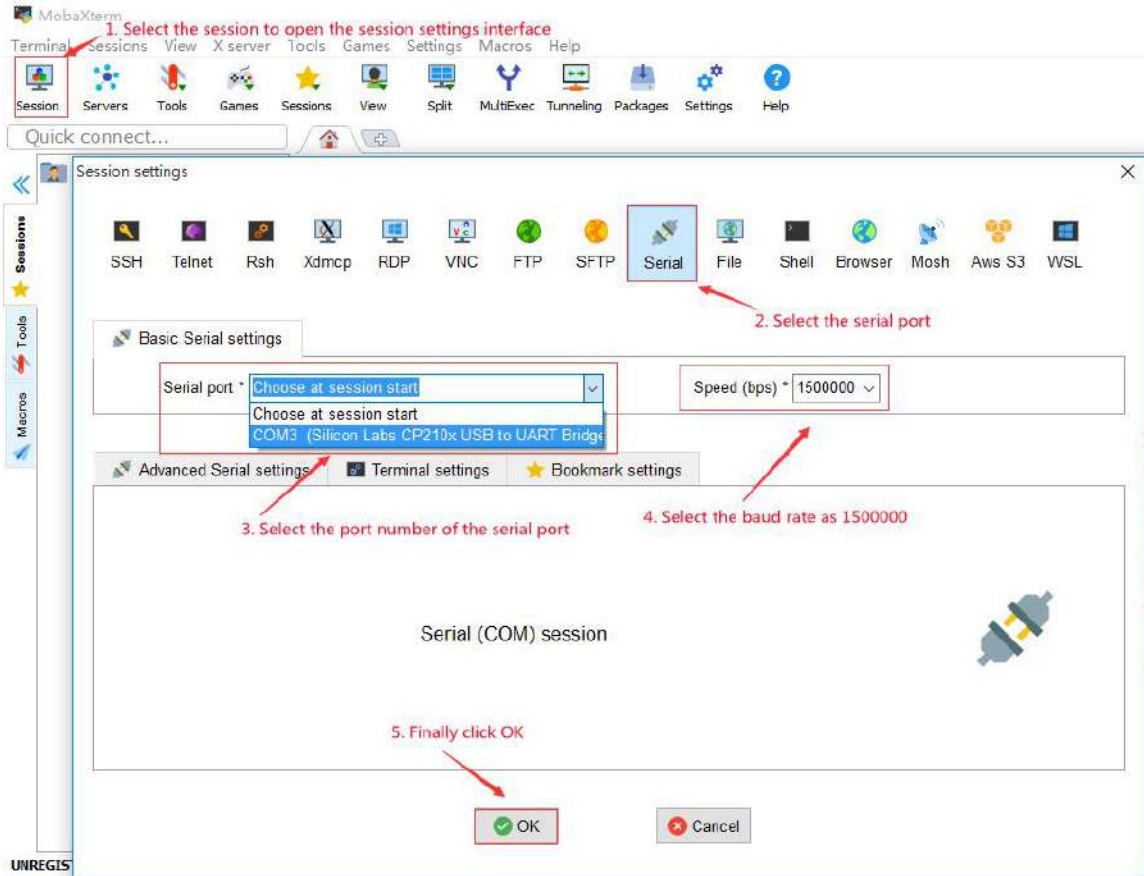 MobaXterm
1. Select the session to open the session settings interface
Terminal Sessions View X server Tools Games Settings Macros Help
Session Servers Tools Games Sessions View Split MultiExec Tunneling Packages Settings Help
Quick connect...
Session settings
Sessions
Tools
Macros
SSH Telnet Rsh Xdmcp RDP VNC FTP SFTP Serial File Shell Browser Mosh Aws S3 WSL
2. Select the serial port
Basic Serial settings
Serial port * Choose at session start Speed (bps) * 1500000
Choose at session start
COM3 (Silicon Labs CP210x USB to UART Bridge
Advanced Serial settings Terminal settings Bookmark settings
3. Select the port number of the serial port
4. Select the baud rate as 1500000
Serial (COM) session
5. Finally click OK
OK Cancel
UNREGIST